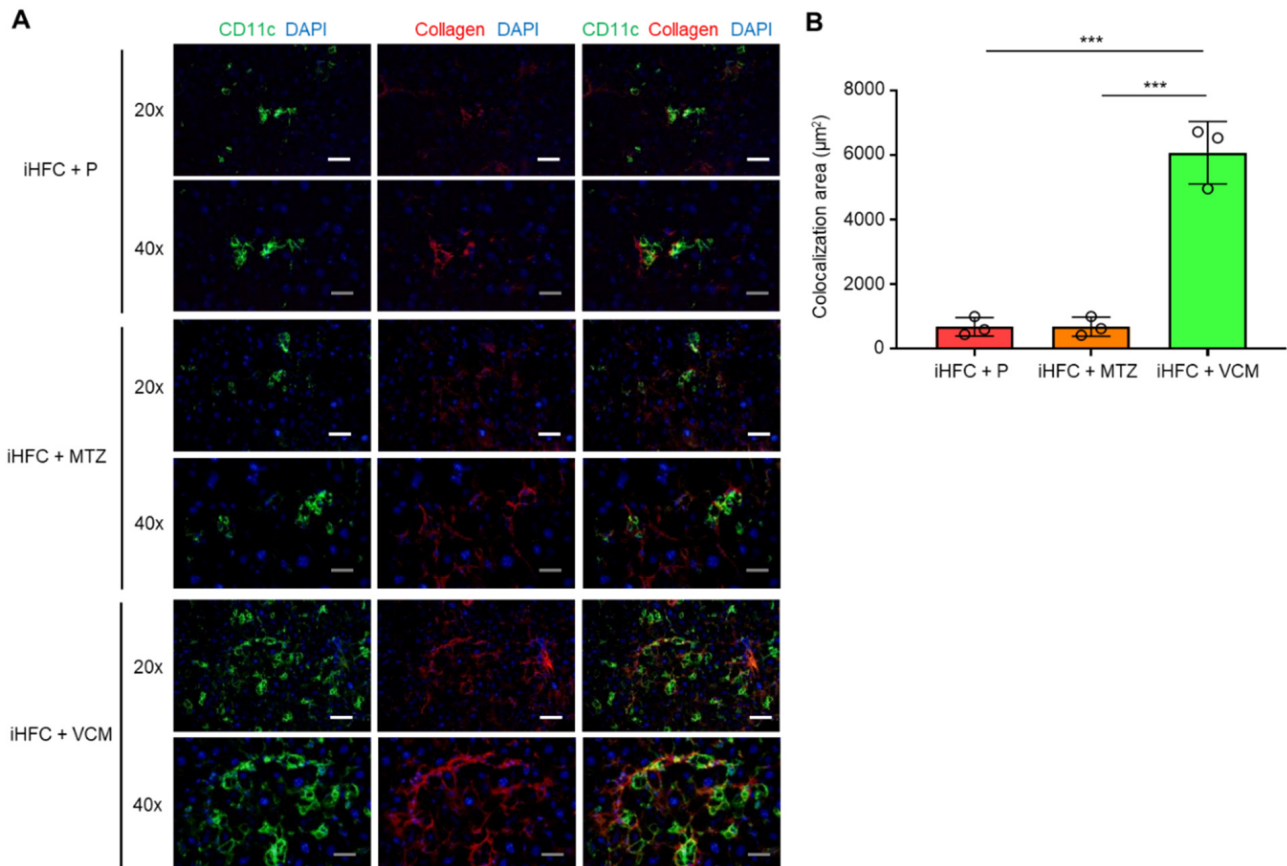 A
CD11c DAPI
Collagen DAPI
CD11c Collagen DAPI
iHFC + P
20x
40x
iHFC + MTZ
20x
40x
iHFC + VCM
20x
40x
B
***
***
Colocalization area (µm²)
8000
6000
4000
2000
0
iHFC + P
iHFC + MTZ
iHFC + VCM